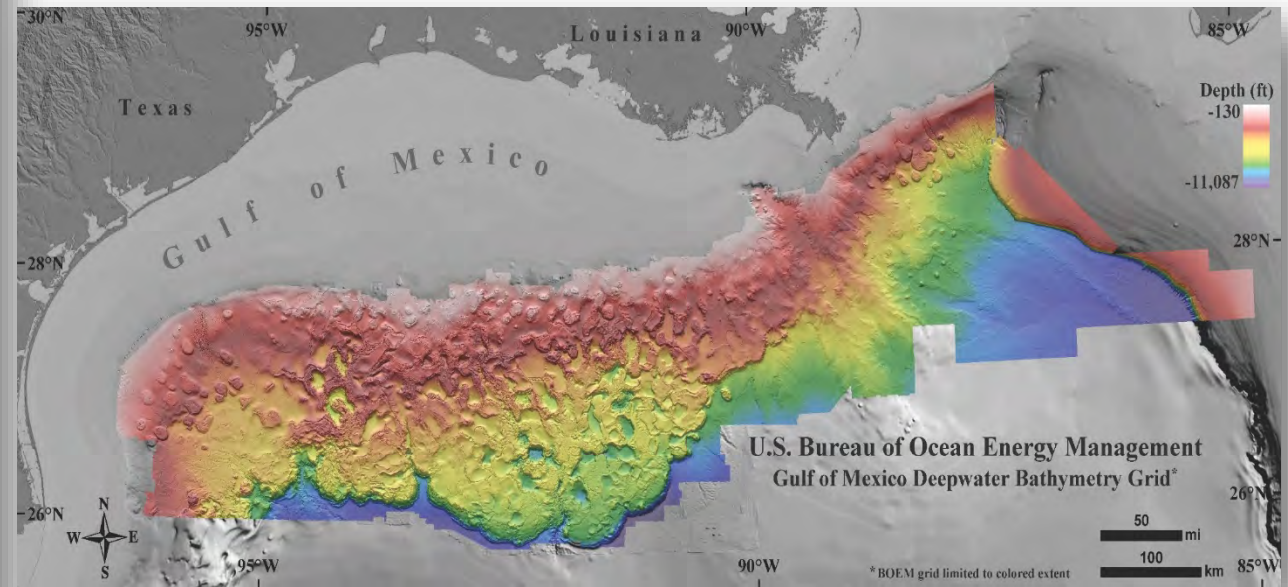 30°N
95°W
Louisiana
90°W
85°W
Texas
Depth (ft)
-130
-11,087
Gulf of Mexico
28°N
28°N
U.S. Bureau of Ocean Energy Management
Gulf of Mexico Deepwater Bathymetry Grid*
26°N
26°N
N
W E
S
50
mi
100
km
95°W
90°W
*BOEM grid limited to colored extent
85°W